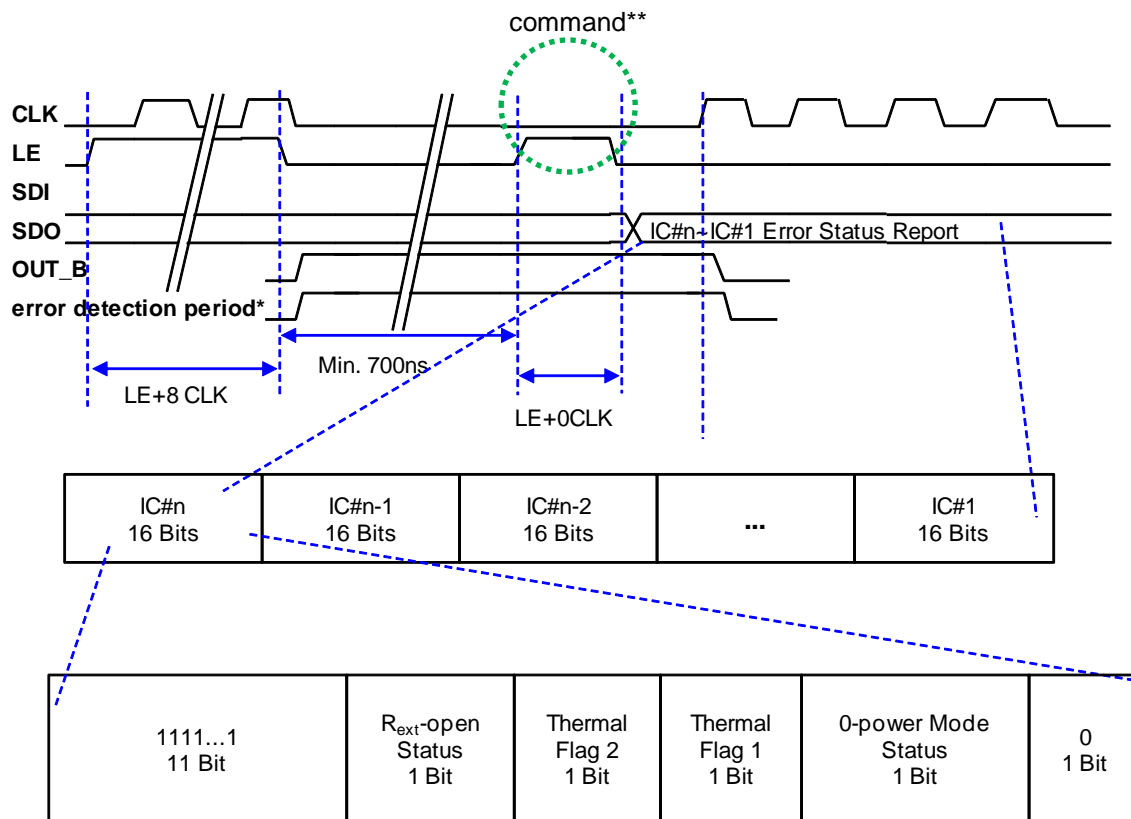 command**
CLK
LE
SDI
SDO
IC#n~IC#1 Error Status Report
OUT_B
error detection period*
Min. 700ns
LE+8 CLK
LE+0CLK
IC#n
16 Bits
IC#n-1
16 Bits
IC#n-2
16 Bits
...
IC#1
16 Bits
1111...1
11 Bit
Rext-open
Status
1 Bit
Thermal
Flag 2
1 Bit
Thermal
Flag 1
1 Bit
0-power Mode
Status
1 Bit
0
1 Bit